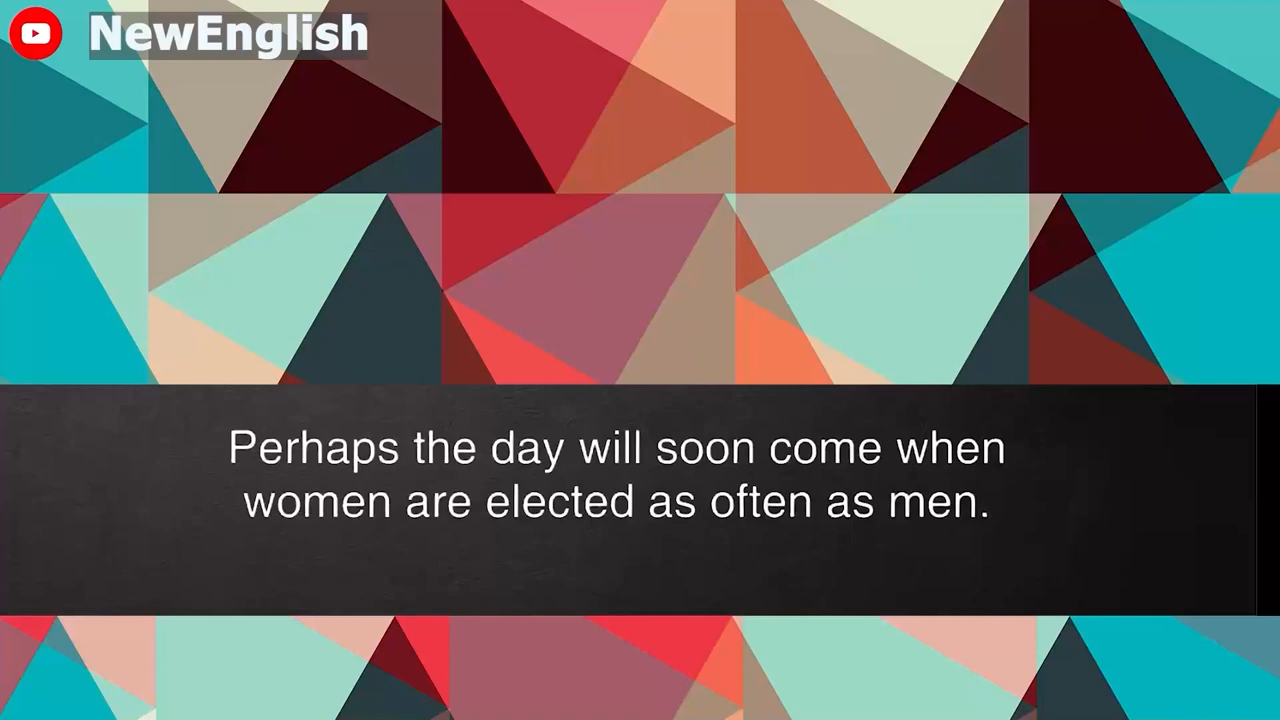 NewEnglish
Perhaps the day will soon come when
women are elected as often as men.